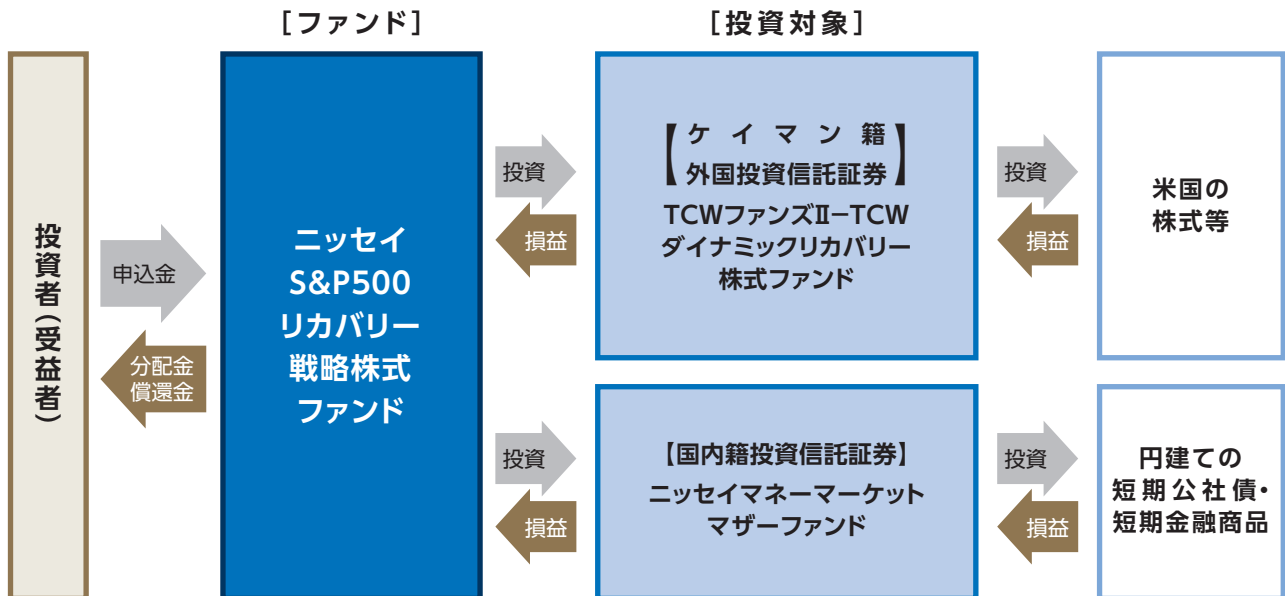 [ファンド]
[投資対象]
投資者(受益者)
申込金
分配金
償還金
ニッセイ
S&P500
リカバリー
戦略株式
ファンド
投資
損益
【ケイマン籍
外国投資信託証券】
TCWファンズⅡ−TCW
ダイナミックリカバリー
株式ファンド
投資
損益
米国の
株式等
投資
損益
【国内籍投資信託証券】
ニッセイマネーマーケット
マザーファンド
投資
損益
円建ての
短期公社債・
短期金融商品